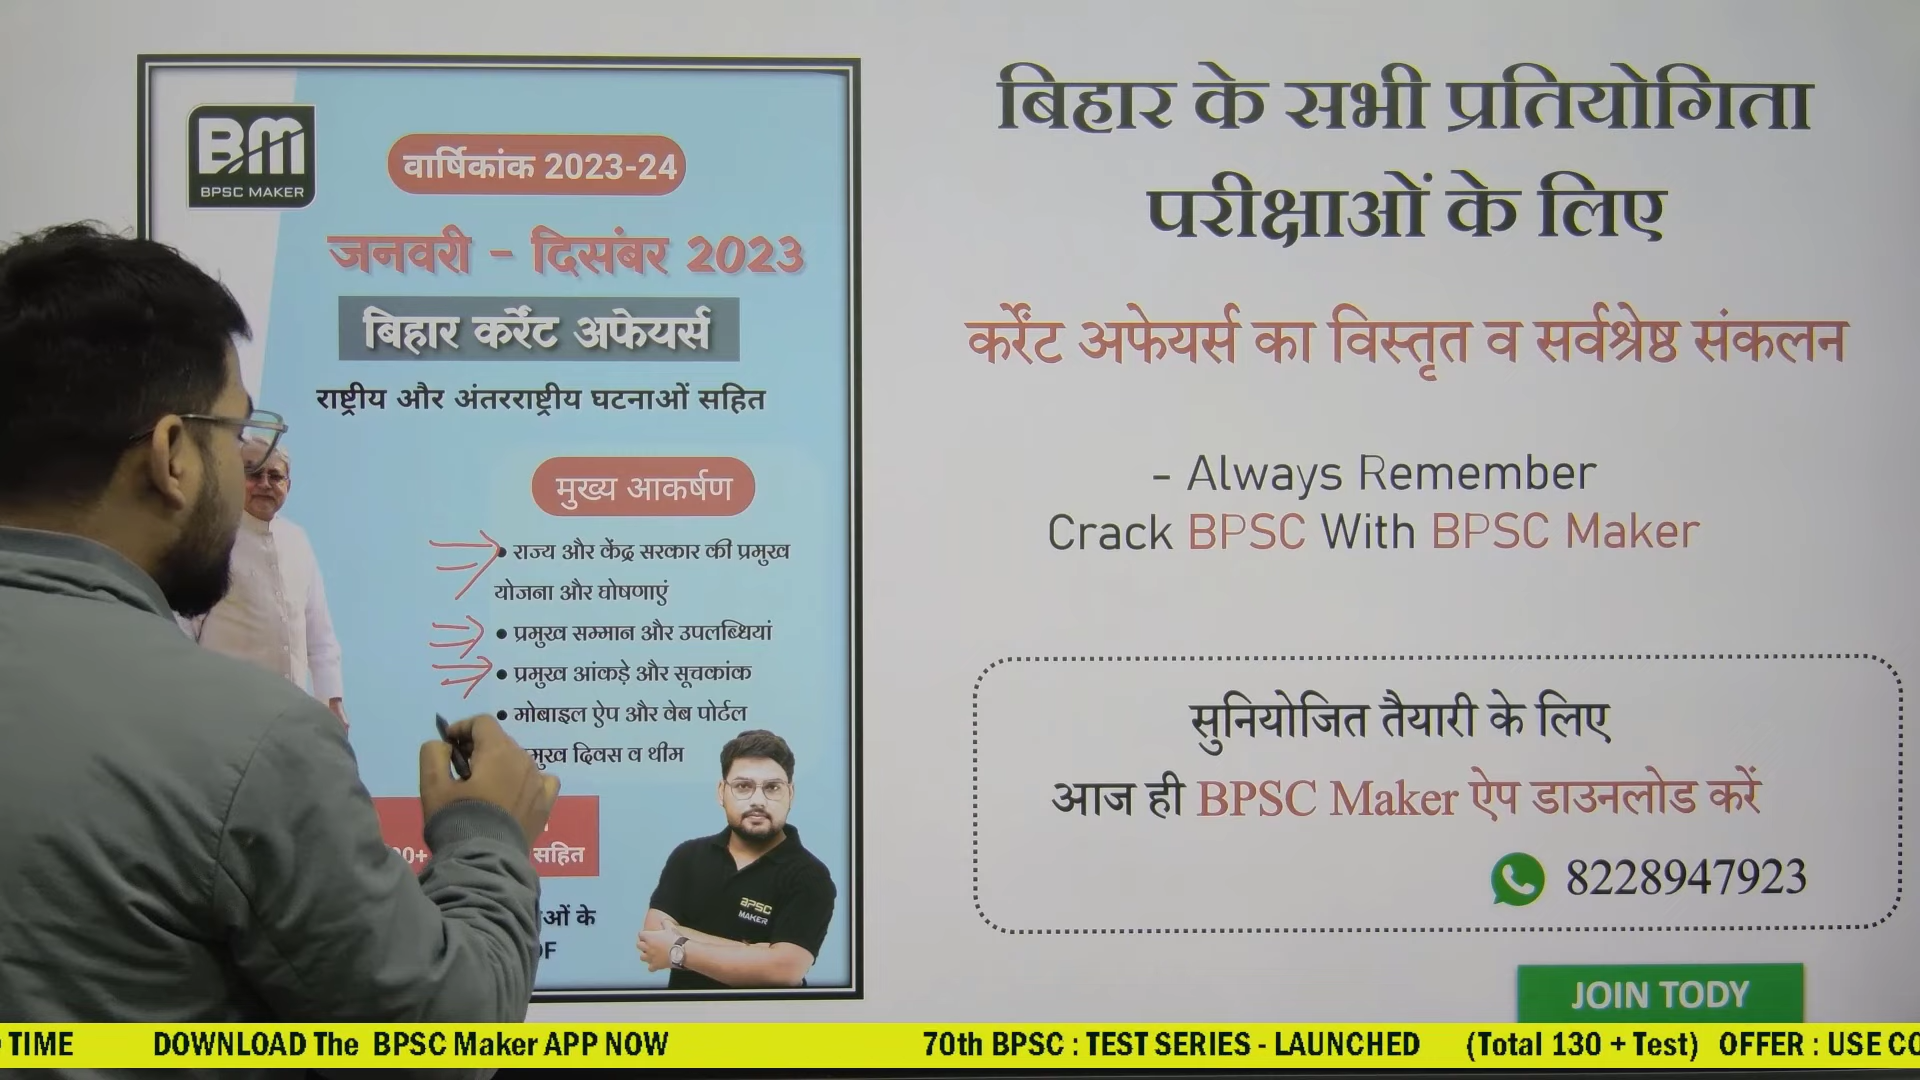 BM
BPSC MAKER
वार्षिकांक 2023-24
जनवरी - दिसंबर 2023
बिहार करेंट अफेयर्स
राष्ट्रीय और अंतरराष्ट्रीय घटनाओं सहित
मुख्य आकर्षण
• राज्य और केंद्र सरकार की प्रमुख
योजना और घोषणाएं
• प्रमुख सम्मान और उपलब्धियां
• प्रमुख आंकड़े और सूचकांक
• मोबाइल ऐप और वेब पोर्टल
दिवस व थीम
सहित
के
BPSC
MAKER
बिहार के सभी प्रतियोगिता
परीक्षाओं के लिए
करेंट अफेयर्स का विस्तृत व सर्वश्रेष्ठ संकलन
- Always Remember
Crack BPSC With BPSC Maker
सुनियोजित तैयारी के लिए
आज ही BPSC Maker ऐप डाउनलोड करें
8228947923
JOIN TODY
TIME DOWNLOAD The BPSC Maker APP NOW 70th BPSC : TEST SERIES - LAUNCHED (Total 130 + Test) OFFER : USE